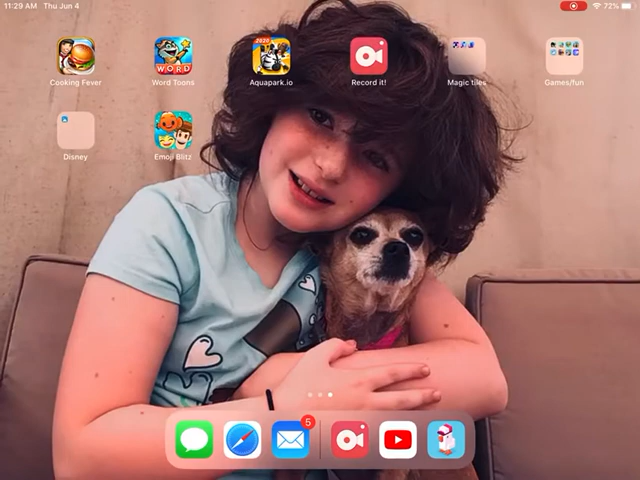 11:29 AM Thu Jun 4
72%
Cooking Fever
WORD
Word Toons
2020
Aquapark.io
Record it!
Magic tiles
Games/fun
Disney
Emoji Blitz
5